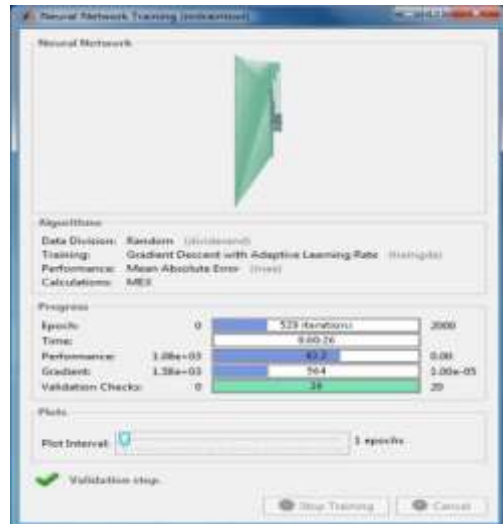 Neural Network Training (nntraintool)
Neural Network
Algorithms
Data Division: Random (dividerand)
Training: Gradient Descent with Adaptive Learning Rate (traingda)
Performance: Mean Absolute Error (mae)
Calculations: MEX
Progress
Epoch: 0 529 iterations 2000
Time: 0:00:26
Performance: 0.00
Gradient: 564 1.00e-05
Validation Checks: 0 20 20
Plots
Plot Interval: 1 epochs
Validation stop.
Stop Training Cancel